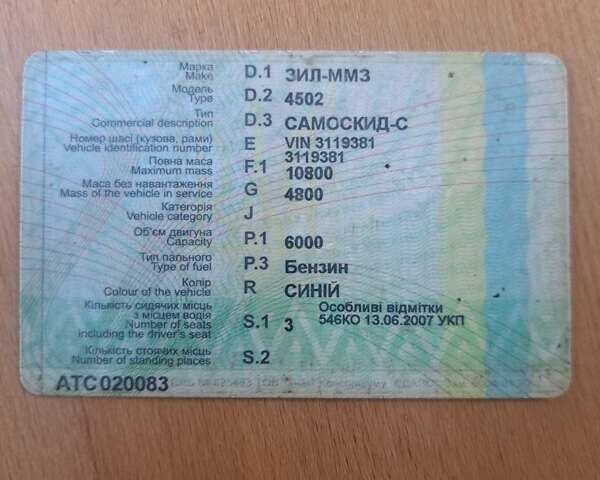 Марка D.1 ЗИЛ-ММЗ
Make
Модель D.2 4502
Type
Тип D.3 САМОСКИД-С
Commercial description
Номер шасі (кузова, рами) E VIN 3119381
Vehicle identification number 3119381
Повна маса F.1 10800
Maximum mass
Маса без навантаження G 4800
Mass of the vehicle in service
Категорія J
Vehicle category
Об'єм двигуна P.1 6000
Capacity
Тип пального P.3 Бензин
Type of fuel
Колір R СИНІЙ
Colour of the vehicle
Кількість сидячих місць Особливі відмітки
з місцем водія S.1 3 546КО 13.06.2007 УКП
Number of seats
including the driver's seat
Кількість стоячих місць S.2
Number of standing places
АТС020083